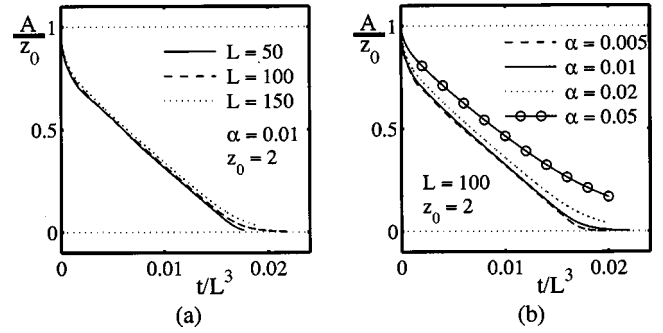 A/z₀
1
0.5
0
L = 50
L = 100
L = 150
α = 0.01
z₀ = 2
0
0.01
0.02
t/L³
(a)
A/z₀
1
0.5
0
α = 0.005
α = 0.01
α = 0.02
α = 0.05
L = 100
z₀ = 2
0
0.01
0.02
t/L³
(b)